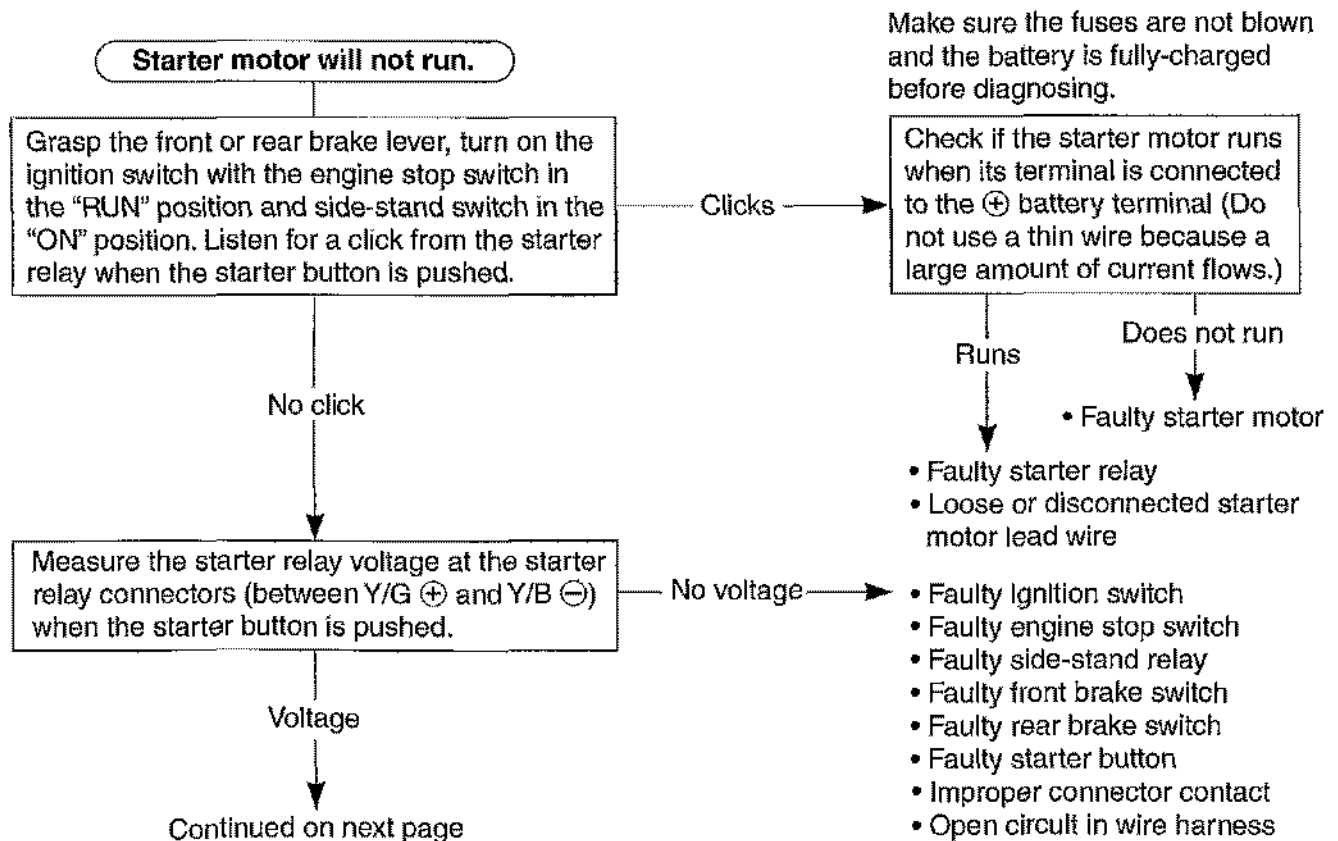 Starter motor will not run.
Make sure the fuses are not blown
and the battery is fully-charged
before diagnosing.
Grasp the front or rear brake lever, turn on the
ignition switch with the engine stop switch in
the “RUN” position and side-stand switch in the
“ON” position. Listen for a click from the starter
relay when the starter button is pushed.
Clicks
Check if the starter motor runs
when its terminal is connected
to the ⊕ battery terminal (Do
not use a thin wire because a
large amount of current flows.)
Runs
Does not run
• Faulty starter motor
• Faulty starter relay
• Loose or disconnected starter
motor lead wire
No click
Measure the starter relay voltage at the starter
relay connectors (between Y/G ⊕ and Y/B ⊖)
when the starter button is pushed.
No voltage
• Faulty ignition switch
• Faulty engine stop switch
• Faulty side-stand relay
• Faulty front brake switch
• Faulty rear brake switch
• Faulty starter button
• Improper connector contact
• Open circuit in wire harness
Voltage
Continued on next page